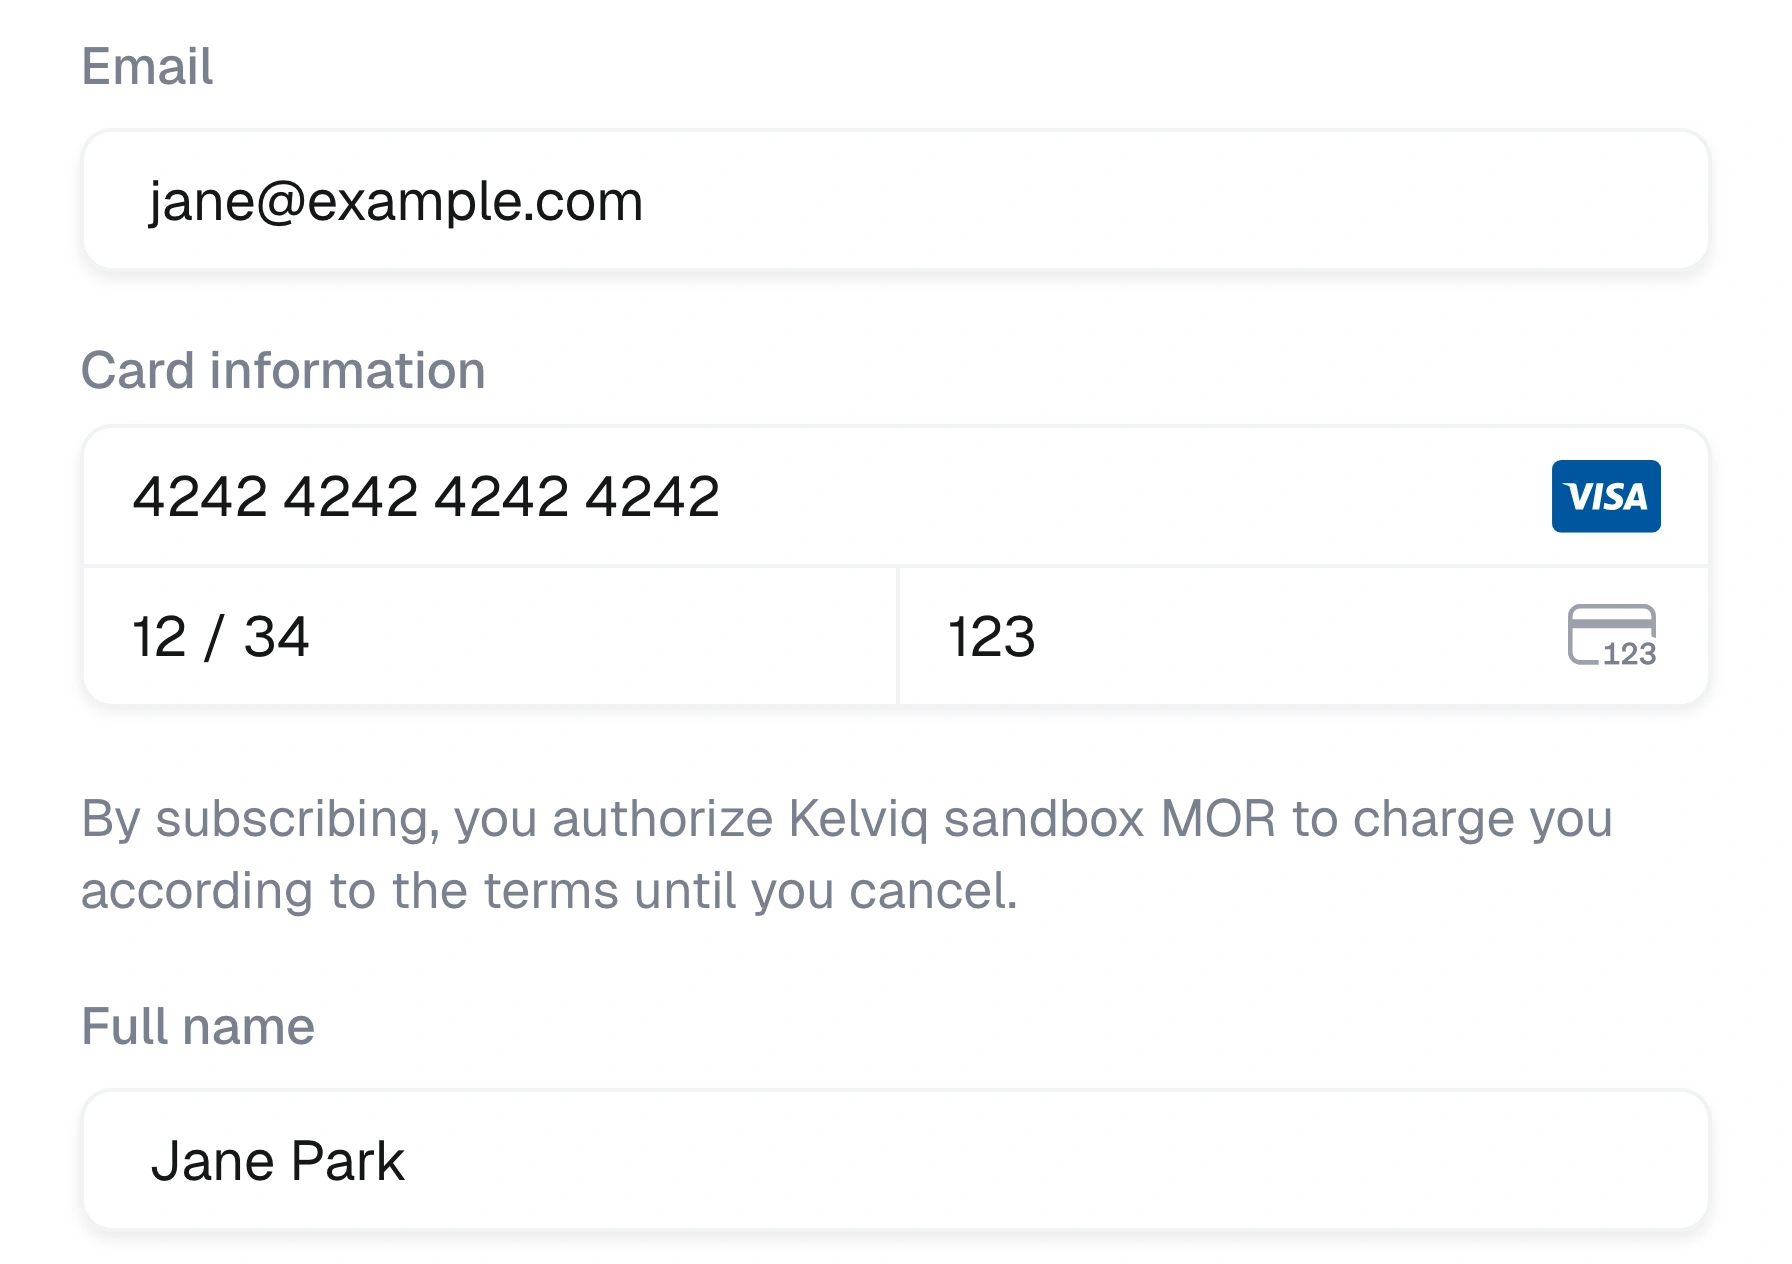 Email
jane@example.com
Card information
4242 4242 4242 4242
VISA
12 / 34
123
123
By subscribing, you authorize Kelviq sandbox MOR to charge you
according to the terms until you cancel.
Full name
Jane Park